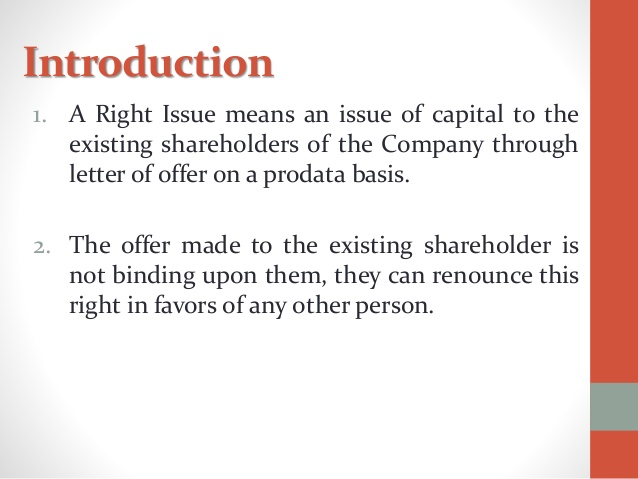 Introduction
1. A Right Issue means an issue of capital to the
existing shareholders of the Company through
letter of offer on a prodata basis.
2. The offer made to the existing shareholder is
not binding upon them, they can renounce this
right in favors of any other person.